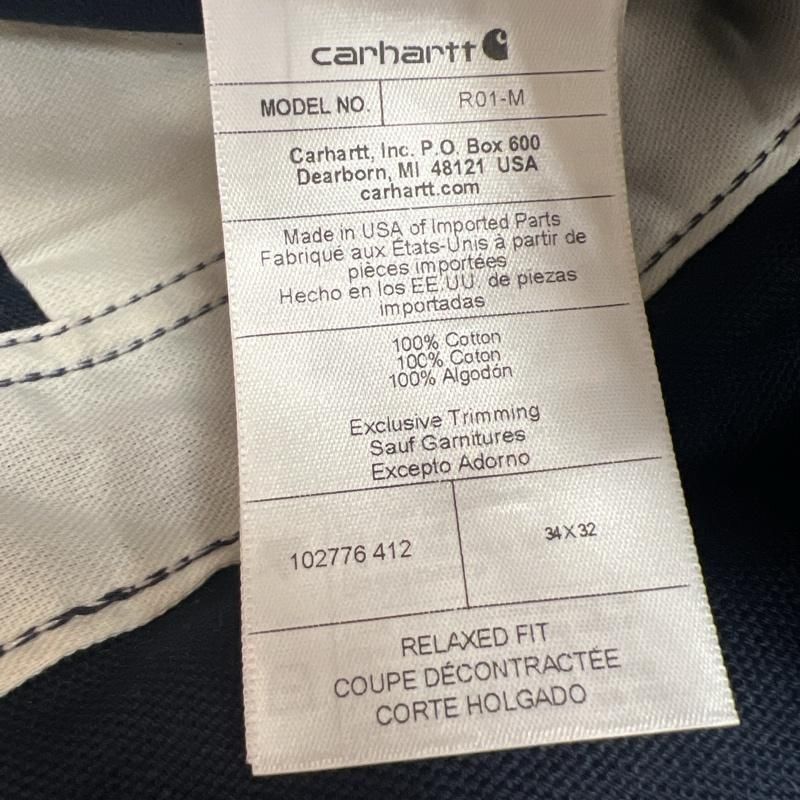 carhartt
MODEL NO. R01-M
Carhartt, Inc. P.O. Box 600
Dearborn, MI 48121 USA
carhartt.com
Made in USA of Imported Parts
Fabriqué aux États-Unis à partir de
pièces importées
Hecho en los EE.UU. de piezas
importadas
100% Cotton
100% Coton
100% Algodón
Exclusive Trimming
Sauf Garnitures
Excepto Adorno
102776 412 34X32
RELAXED FIT
COUPE DÉCONTRACTÉE
CORTE HOLGADO